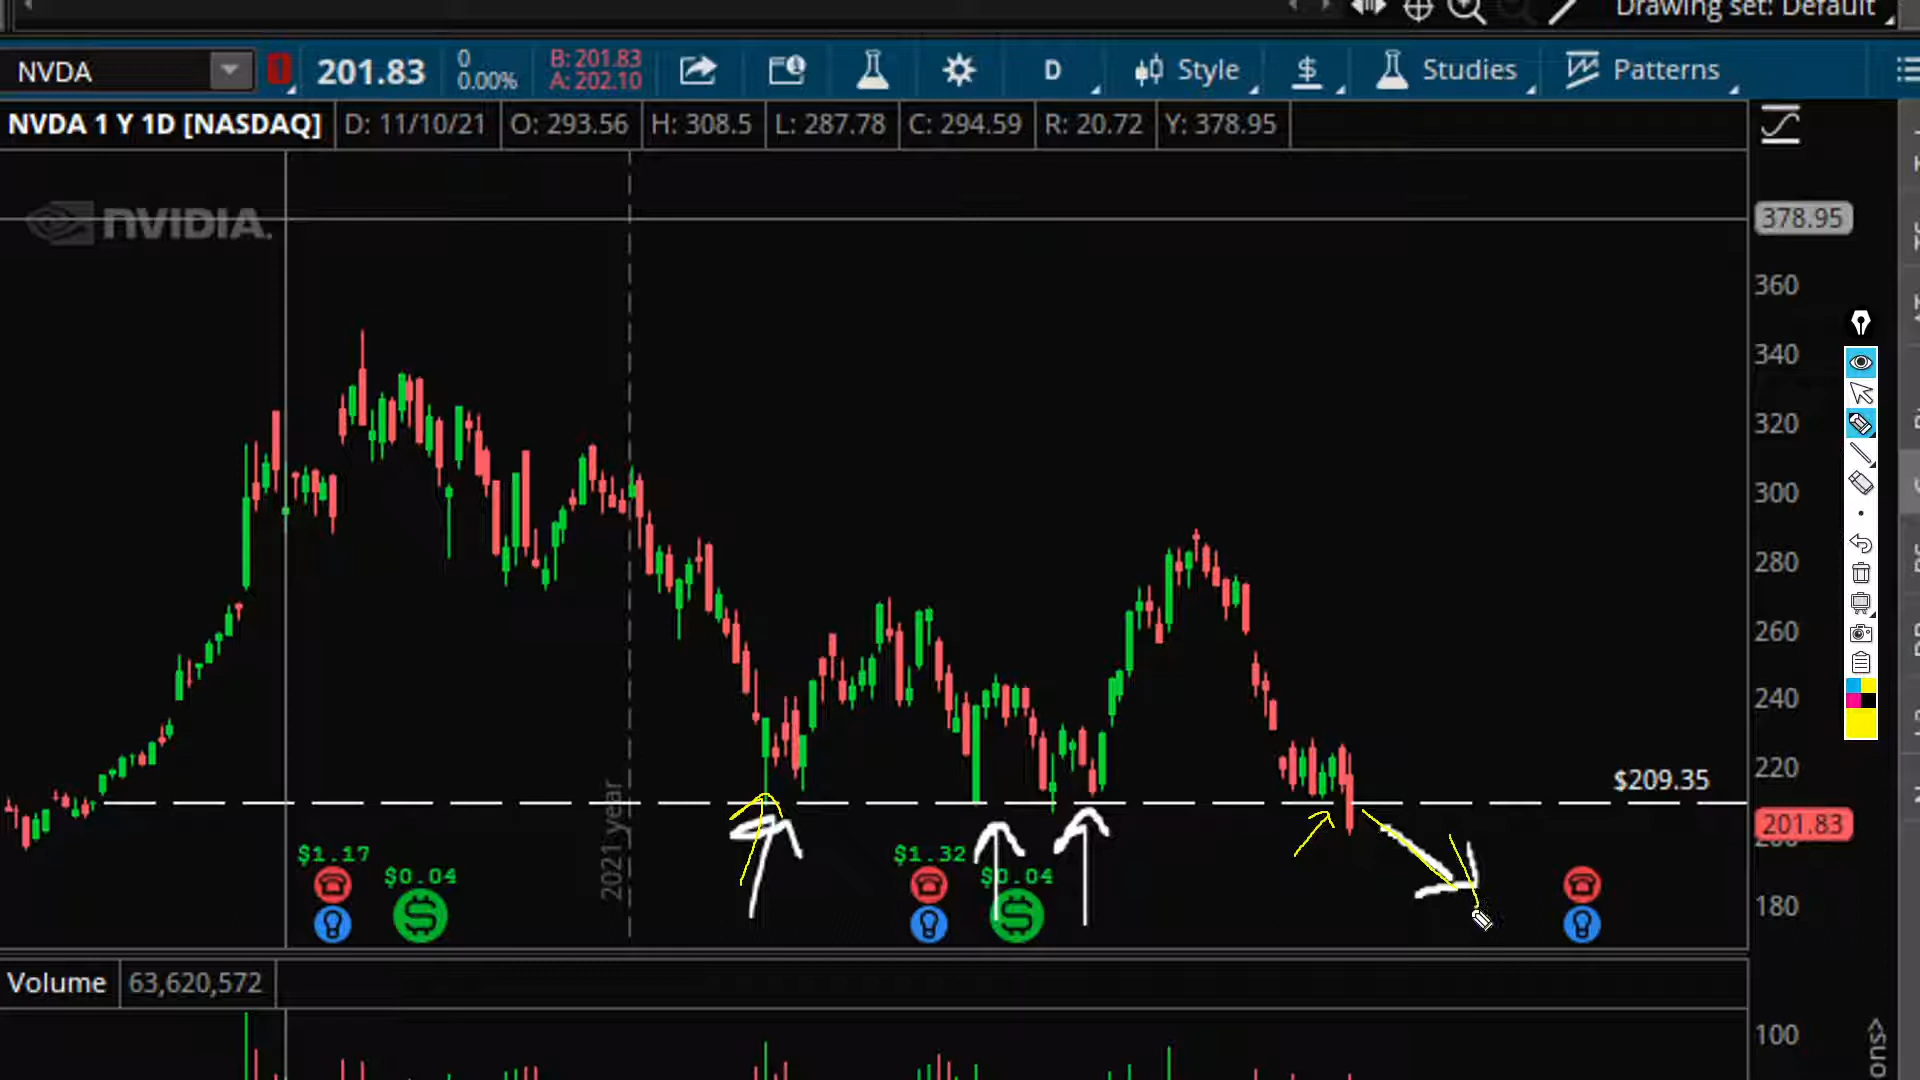 Drawing set: Default
NVDA 201.83 0 0.00% B: 201.83 A: 202.10 D Style $ Studies Patterns
NVDA 1 Y 1D [NASDAQ] D: 11/10/21 O: 293.56 H: 308.5 L: 287.78 C: 294.59 R: 20.72 Y: 378.95
NVIDIA.
378.95
360
340
320
300
280
260
240
220
$209.35
201.83
180
2021 year
$1.17
$0.04
$1.32
$0.04
Volume 63,620,572
100